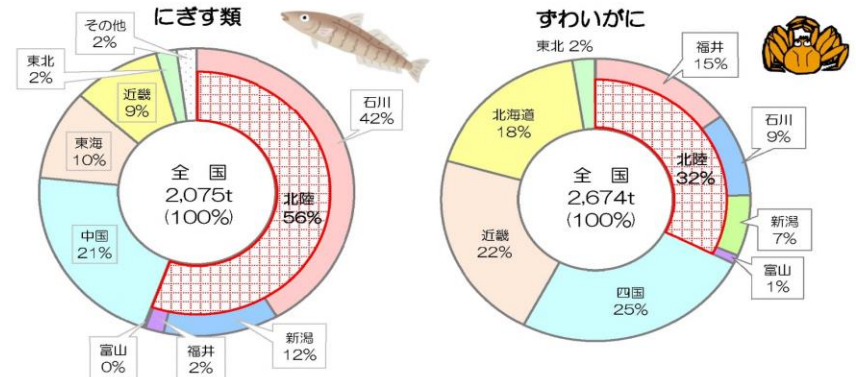 にぎす類
その他
2%
東北
2%
近畿
9%
東海
10%
中国
21%
富山
0%
福井
2%
新潟
12%
石川
42%
北陸
56%
全 国
2,075t
(100%)
ずわいがに
東北 2%
北海道
18%
近畿
22%
四国
25%
富山
1%
新潟
7%
石川
9%
福井
15%
北陸
32%
全 国
2,674t
(100%)